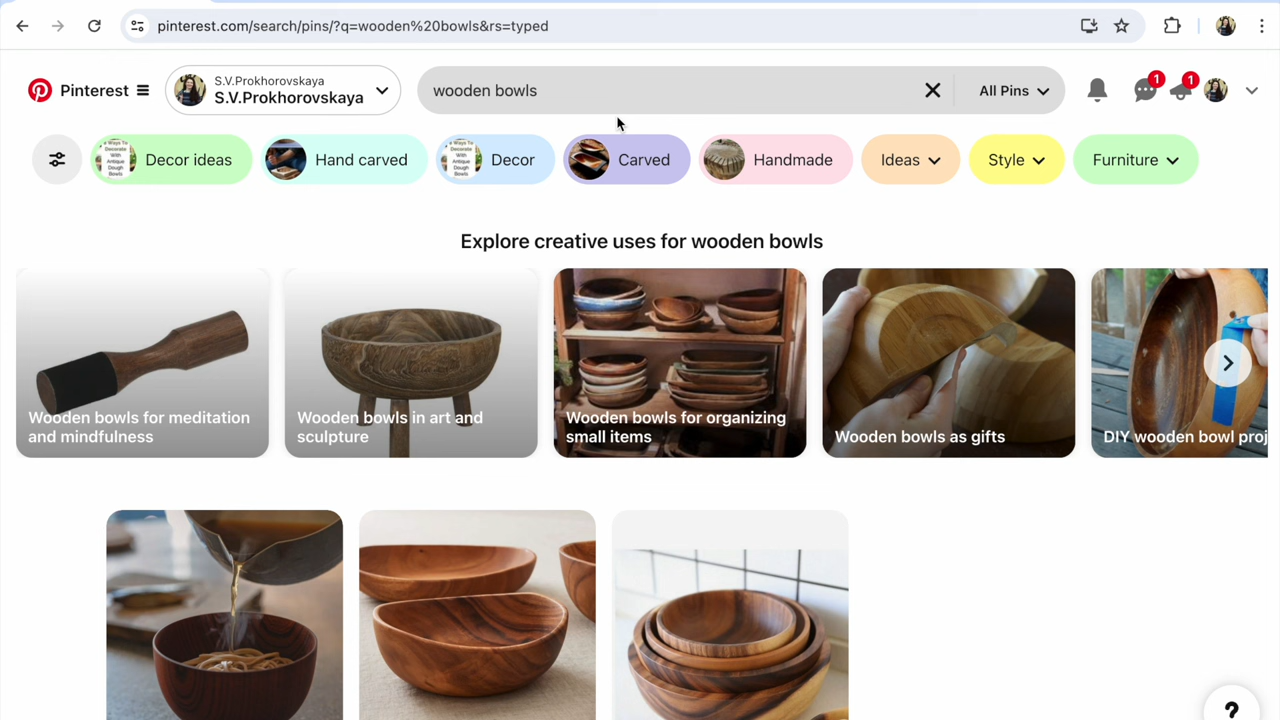 pinterest.com/search/pins/?q=wooden%20bowls&rs=typed
Pinterest
S.V.Prokhorovskaya
S.V.Prokhorovskaya
wooden bowls
All Pins
1
1
Decor ideas
Hand carved
Decor
Carved
Handmade
Ideas
Style
Furniture
Explore creative uses for wooden bowls
Wooden bowls for meditation
and mindfulness
Wooden bowls in art and
sculpture
Wooden bowls for organizing
small items
Wooden bowls as gifts
DIY wooden bowl proj
?